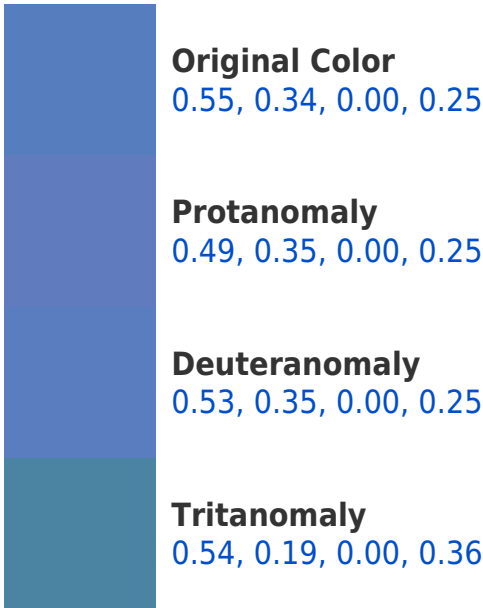 Original Color
0.55, 0.34, 0.00, 0.25
Protanomaly
0.49, 0.35, 0.00, 0.25
Deuteranomaly
0.53, 0.35, 0.00, 0.25
Tritanomaly
0.54, 0.19, 0.00, 0.36